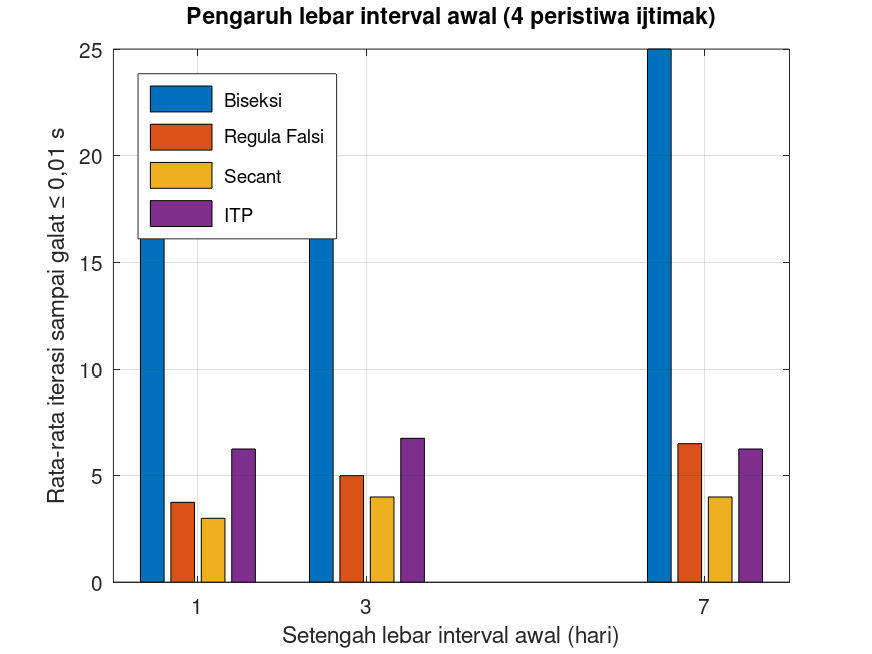 Pengaruh lebar interval awal (4 peristiwa ijtimak)
Rata-rata iterasi sampai galat ≤ 0,01 s
25
20
15
10
5
0
Biseksi
Regula Falsi
Secant
ITP
1
3
7
Setengah lebar interval awal (hari)